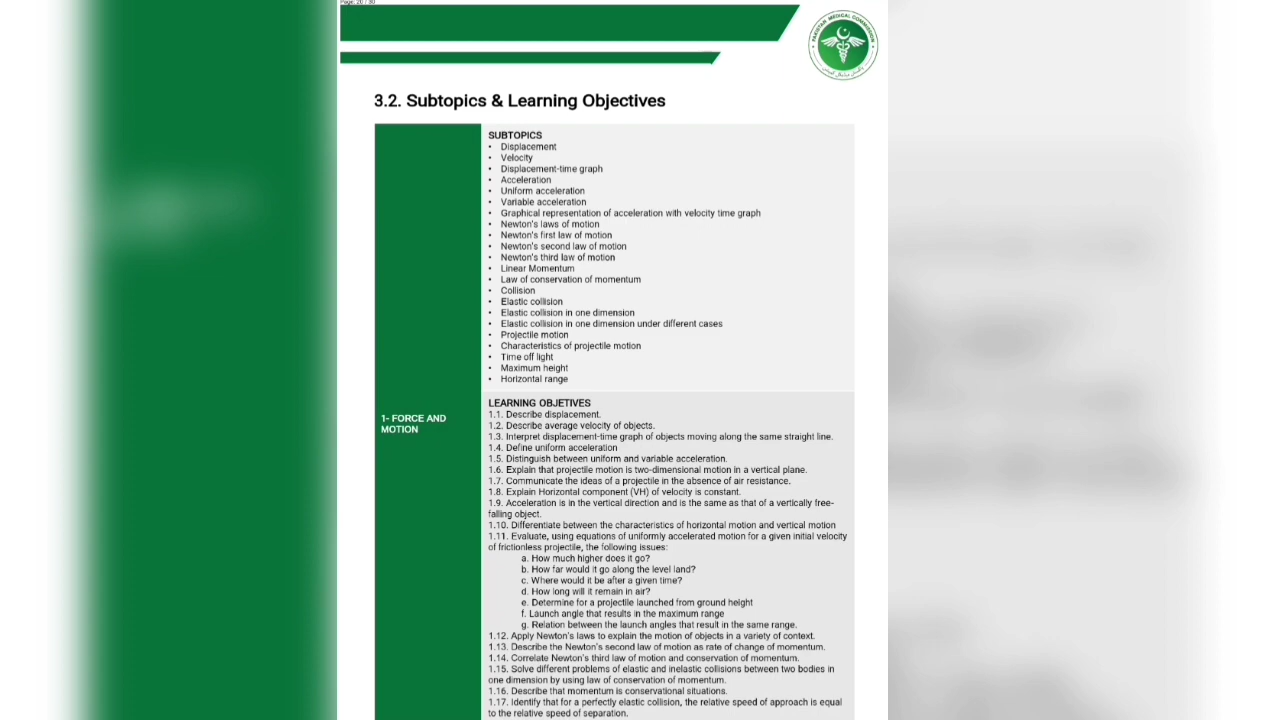 Page: 20 / 30
PAKISTAN MEDICAL COMMISSION
3.2. Subtopics & Learning Objectives
SUBTOPICS
• Displacement
• Velocity
• Displacement-time graph
• Acceleration
• Uniform acceleration
• Variable acceleration
• Graphical representation of acceleration with velocity time graph
• Newton's laws of motion
• Newton's first law of motion
• Newton's second law of motion
• Newton's third law of motion
• Linear Momentum
• Law of conservation of momentum
• Collision
• Elastic collision
• Elastic collision in one dimension
• Elastic collision in one dimension under different cases
• Projectile motion
• Characteristics of projectile motion
• Time off light
• Maximum height
• Horizontal range
1- FORCE AND
MOTION
LEARNING OBJETIVES
1.1. Describe displacement.
1.2. Describe average velocity of objects.
1.3. Interpret displacement-time graph of objects moving along the same straight line.
1.4. Define uniform acceleration
1.5. Distinguish between uniform and variable acceleration.
1.6. Explain that projectile motion is two-dimensional motion in a vertical plane.
1.7. Communicate the ideas of a projectile in the absence of air resistance.
1.8. Explain Horizontal component (VH) of velocity is constant.
1.9. Acceleration is in the vertical direction and is the same as that of a vertically free-
falling object.
1.10. Differentiate between the characteristics of horizontal motion and vertical motion
1.11. Evaluate, using equations of uniformly accelerated motion for a given initial velocity
of frictionless projectile, the following issues:
a. How much higher does it go?
b. How far would it go along the level land?
c. Where would it be after a given time?
d. How long will it remain in air?
e. Determine for a projectile launched from ground height
f. Launch angle that results in the maximum range
g. Relation between the launch angles that result in the same range.
1.12. Apply Newton's laws to explain the motion of objects in a variety of context.
1.13. Describe the Newton's second law of motion as rate of change of momentum.
1.14. Correlate Newton's third law of motion and conservation of momentum.
1.15. Solve different problems of elastic and inelastic collisions between two bodies in
one dimension by using law of conservation of momentum.
1.16. Describe that momentum is conservational situations.
1.17. Identify that for a perfectly elastic collision, the relative speed of approach is equal
to the relative speed of separation.